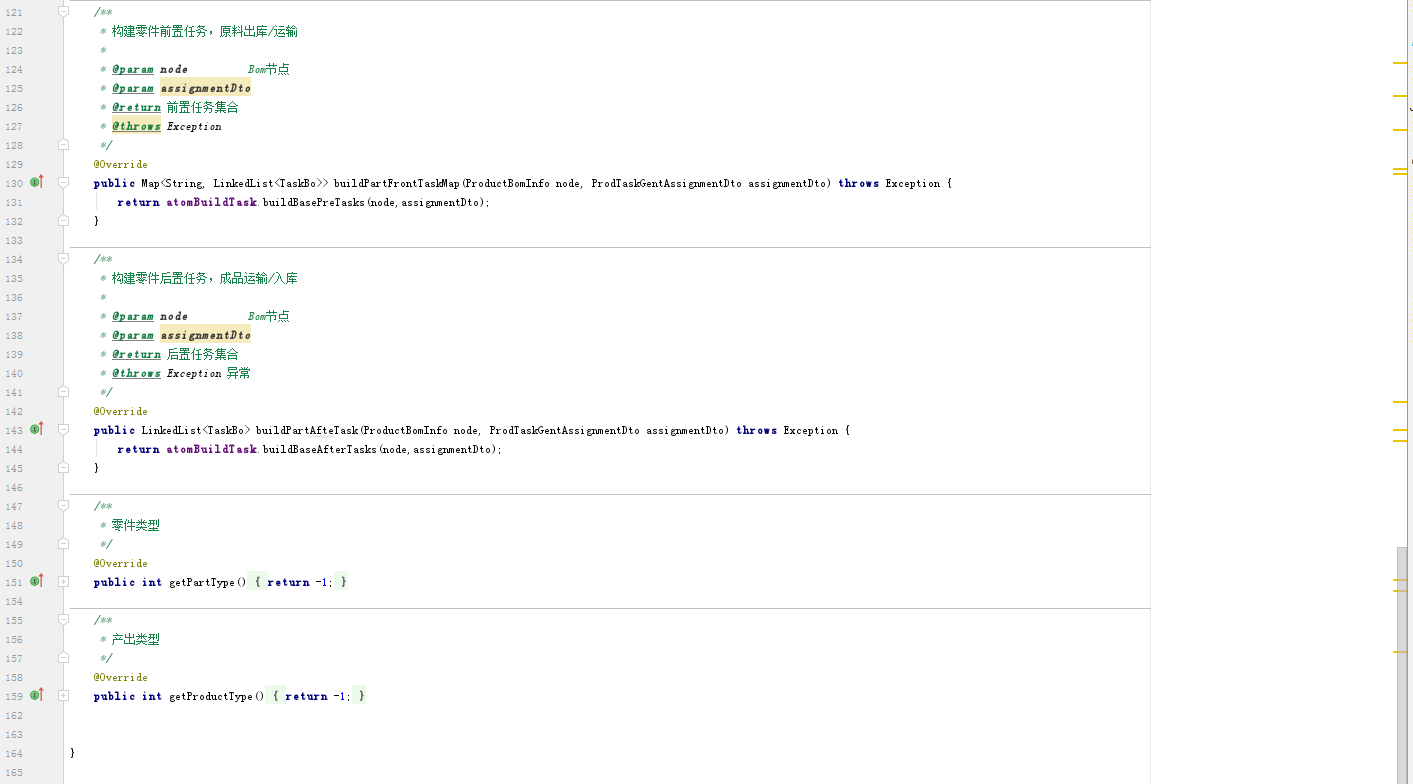 121 /**
122 * 构建零件前置任务，原料出库/运输
123 *
124 * @param node Bom节点
125 * @param assignmentDto
126 * @return 前置任务集合
127 * @throws Exception
128 */
129 @Override
130 public Map<String, LinkedList<TaskBo>> buildPartFrontTaskMap(ProductBomInfo node, ProdTaskGentAssignmentDto assignmentDto) throws Exception {
131 return atomBuildTask.buildBasePreTasks(node,assignmentDto);
132 }
133
134 /**
135 * 构建零件后置任务，成品运输/入库
136 *
137 * @param node Bom节点
138 * @param assignmentDto
139 * @return 后置任务集合
140 * @throws Exception 异常
141 */
142 @Override
143 public LinkedList<TaskBo> buildPartAfteTask(ProductBomInfo node, ProdTaskGentAssignmentDto assignmentDto) throws Exception {
144 return atomBuildTask.buildBaseAfterTasks(node,assignmentDto);
145 }
146
147 /**
148 * 零件类型
149 */
150 @Override
151 public int getPartType() { return -1; }
154
155 /**
156 * 产出类型
157 */
158 @Override
159 public int getProductType() { return -1; }
162
163
164 }
165